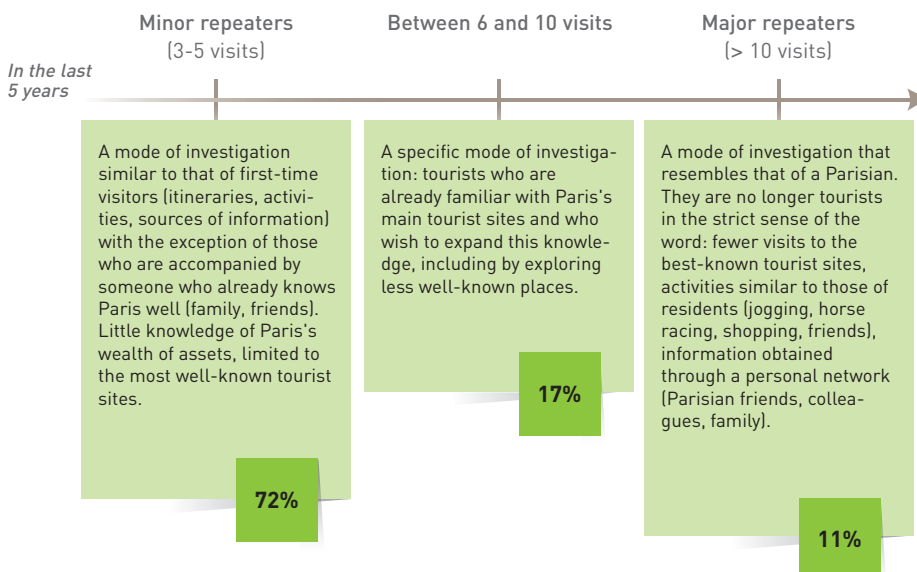 Minor repeaters
(3-5 visits)
Between 6 and 10 visits
Major repeaters
(> 10 visits)
In the last
5 years
A mode of investigation
similar to that of first-time
visitors (itineraries, activi-
ties, sources of information)
with the exception of those
who are accompanied by
someone who already knows
Paris well (family, friends).
Little knowledge of Paris's
wealth of assets, limited to
the most well-known tourist
sites.
72%
A specific mode of investiga-
tion: tourists who are
already familiar with Paris's
main tourist sites and who
wish to expand this knowle-
dge, including by exploring
less well-known places.
17%
A mode of investigation that
resembles that of a Parisian.
They are no longer tourists
in the strict sense of the
word: fewer visits to the
best-known tourist sites,
activities similar to those of
residents (jogging, horse
racing, shopping, friends),
information obtained
through a personal network
(Parisian friends, collea-
gues, family).
11%